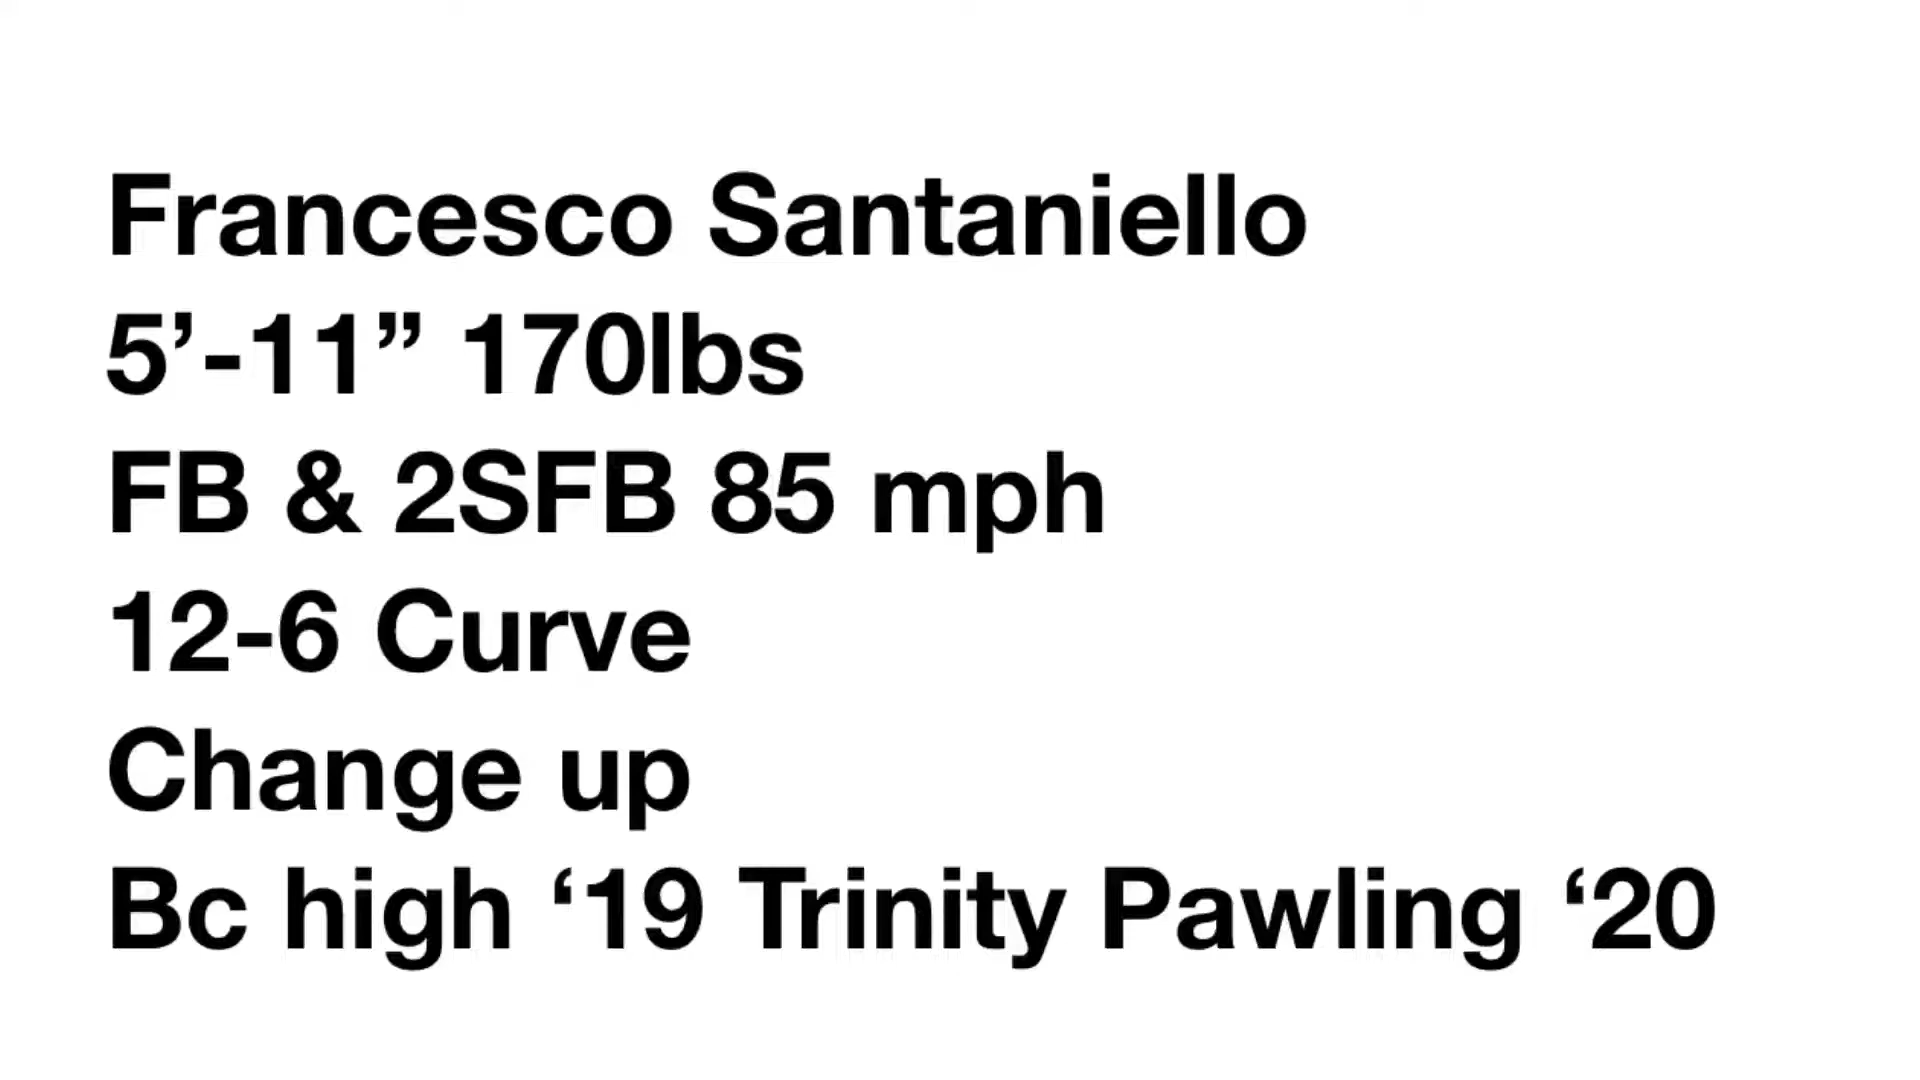 Francesco Santaniello
5’-11” 170lbs
FB & 2SFB 85 mph
12-6 Curve
Change up
Bc high ‘19 Trinity Pawling ‘20